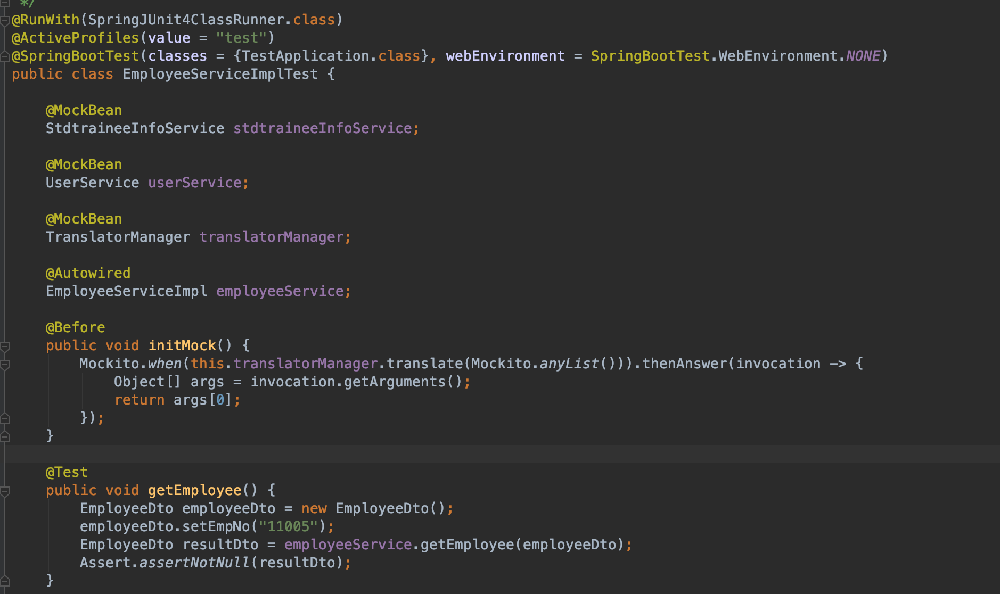 */
@RunWith(SpringJUnit4ClassRunner.class)
@ActiveProfiles(value = "test")
@SpringBootTest(classes = {TestApplication.class}, webEnvironment = SpringBootTest.WebEnvironment.NONE)
public class EmployeeServiceImplTest {
@MockBean
StdtraineeInfoService stdtraineeInfoService;
@MockBean
UserService userService;
@MockBean
TranslatorManager translatorManager;
@Autowired
EmployeeServiceImpl employeeService;
@Before
public void initMock() {
Mockito.when(this.translatorManager.translate(Mockito.anyList())).thenAnswer(invocation -> {
Object[] args = invocation.getArguments();
return args[0];
});
}
@Test
public void getEmployee() {
EmployeeDto employeeDto = new EmployeeDto();
employeeDto.setEmpNo("11005");
EmployeeDto resultDto = employeeService.getEmployee(employeeDto);
Assert.assertNotNull(resultDto);
}